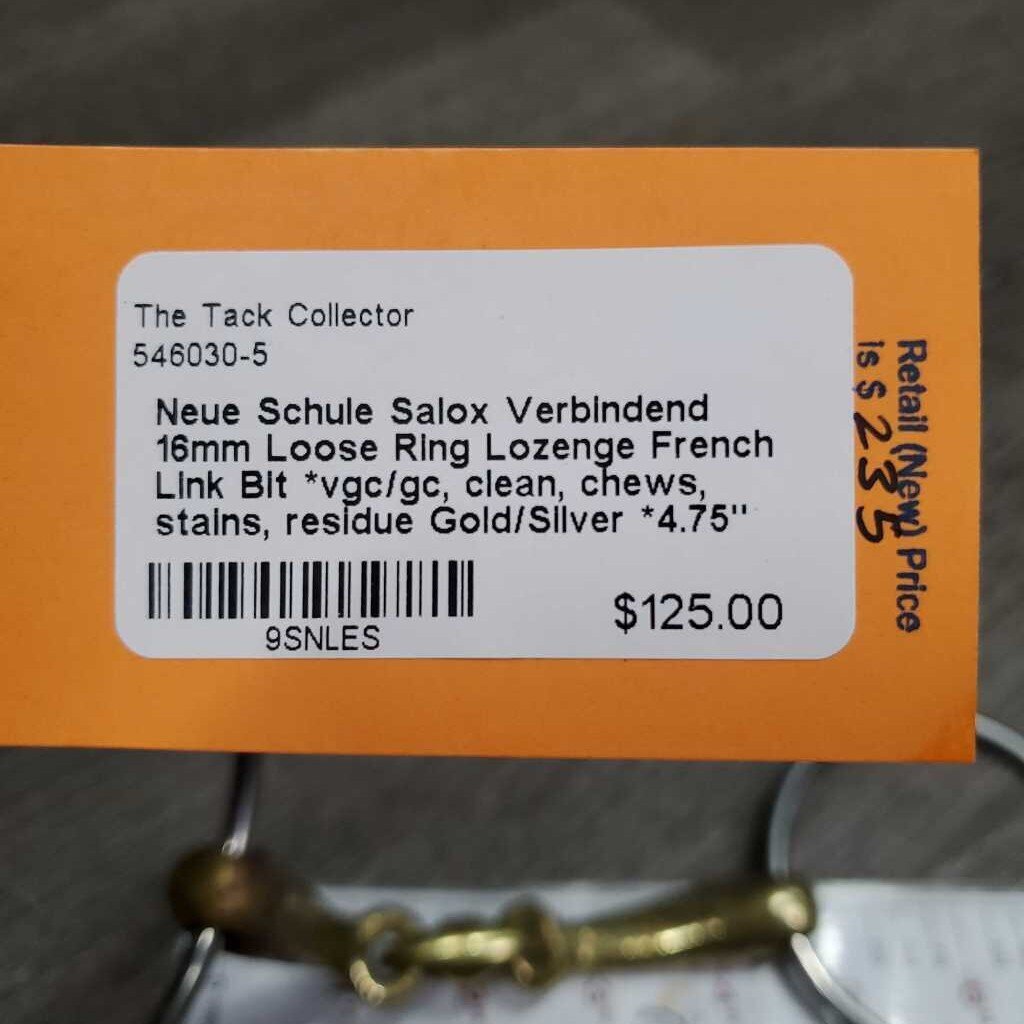 The Tack Collector
546030-5
Neue Schule Salox Verbindend
16mm Loose Ring Lozenge French
Link Bit *vgc/gc, clean, chews,
stains, residue Gold/Silver *4.75"
9SNLES
$125.00
Retail (New) Price
is $ 235